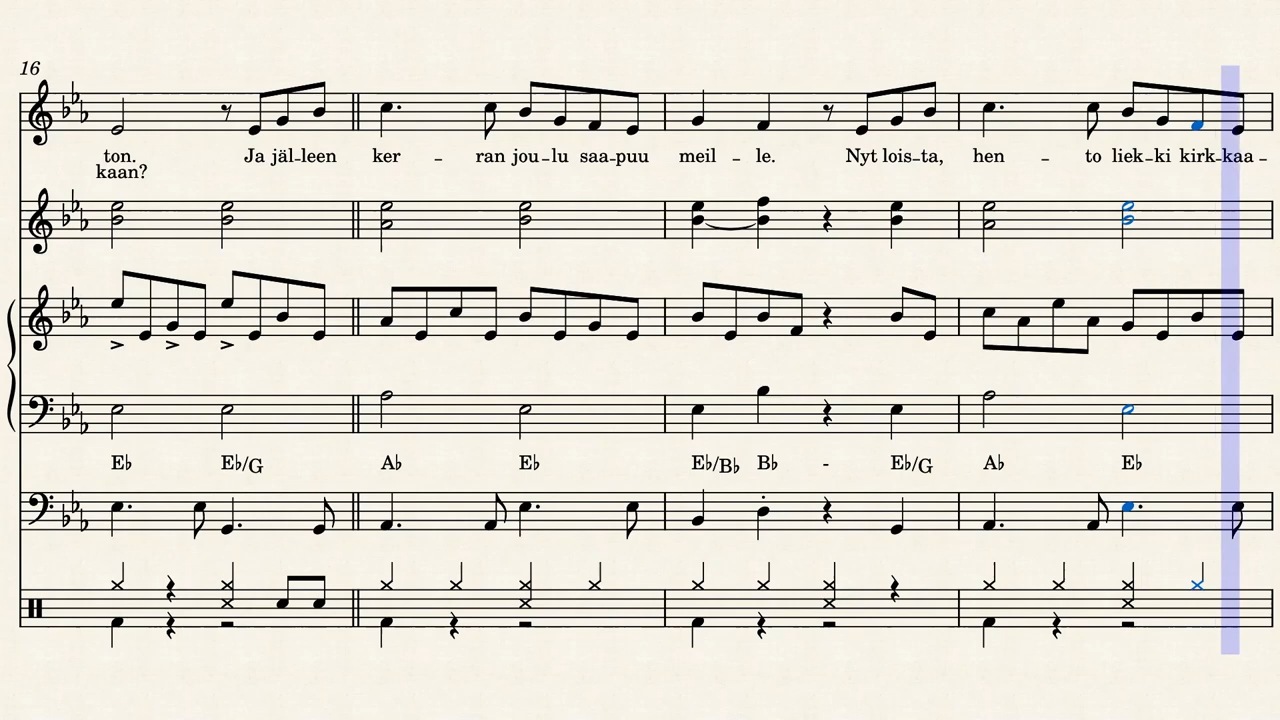 16
ton. Ja jäl-leen ker - ran jou-lu saa-puu meil - le. Nyt lois-ta, hen - to liek-ki kirk-kaa-
kaan?
E♭ E♭/G A♭ E♭ E♭/B♭ B♭ - E♭/G A♭ E♭